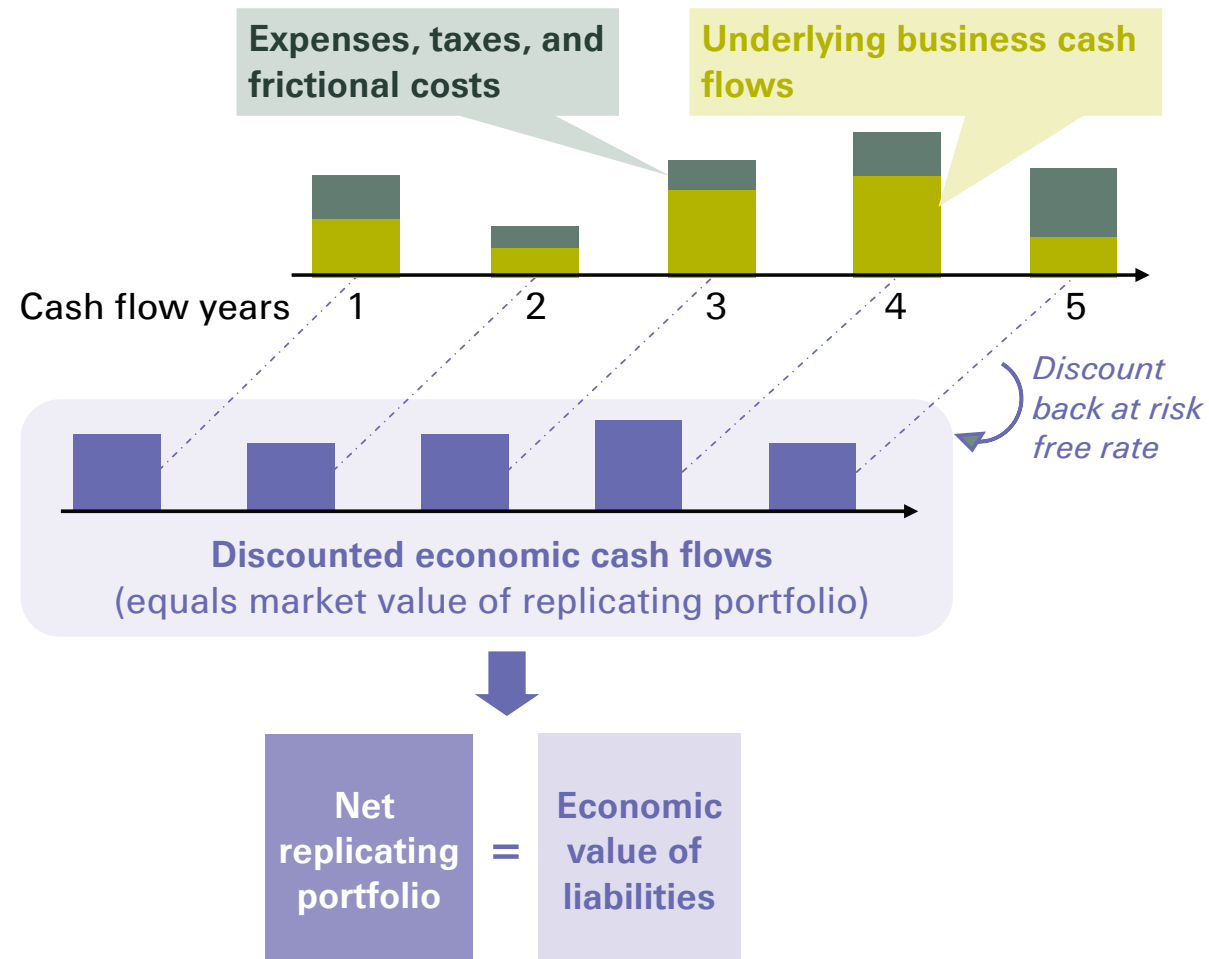 Expenses, taxes, and
frictional costs
Underlying business cash
flows
Cash flow years 1 2 3 4 5
Discount
back at risk
free rate
Discounted economic cash flows
(equals market value of replicating portfolio)
Net
replicating
portfolio
=
Economic
value of
liabilities